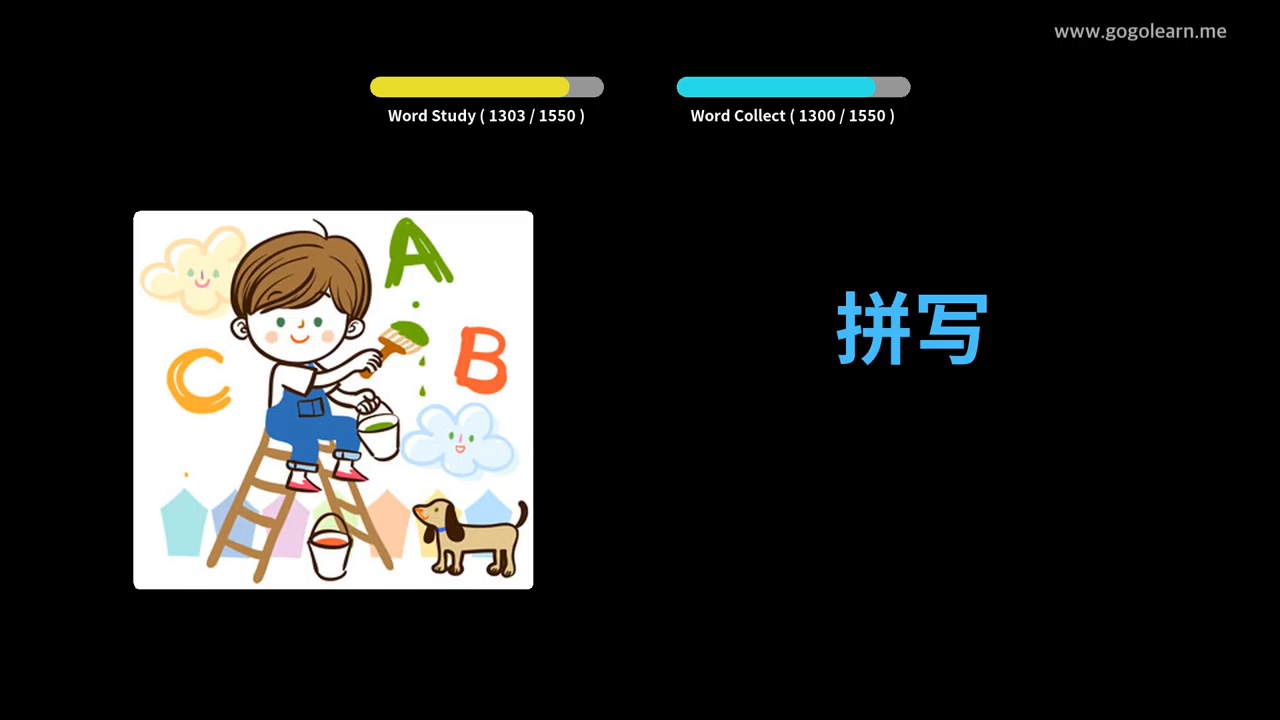 www.gogolearn.me
Word Study ( 1303 / 1550 )
Word Collect ( 1300 / 1550 )
A
B
C
拼写